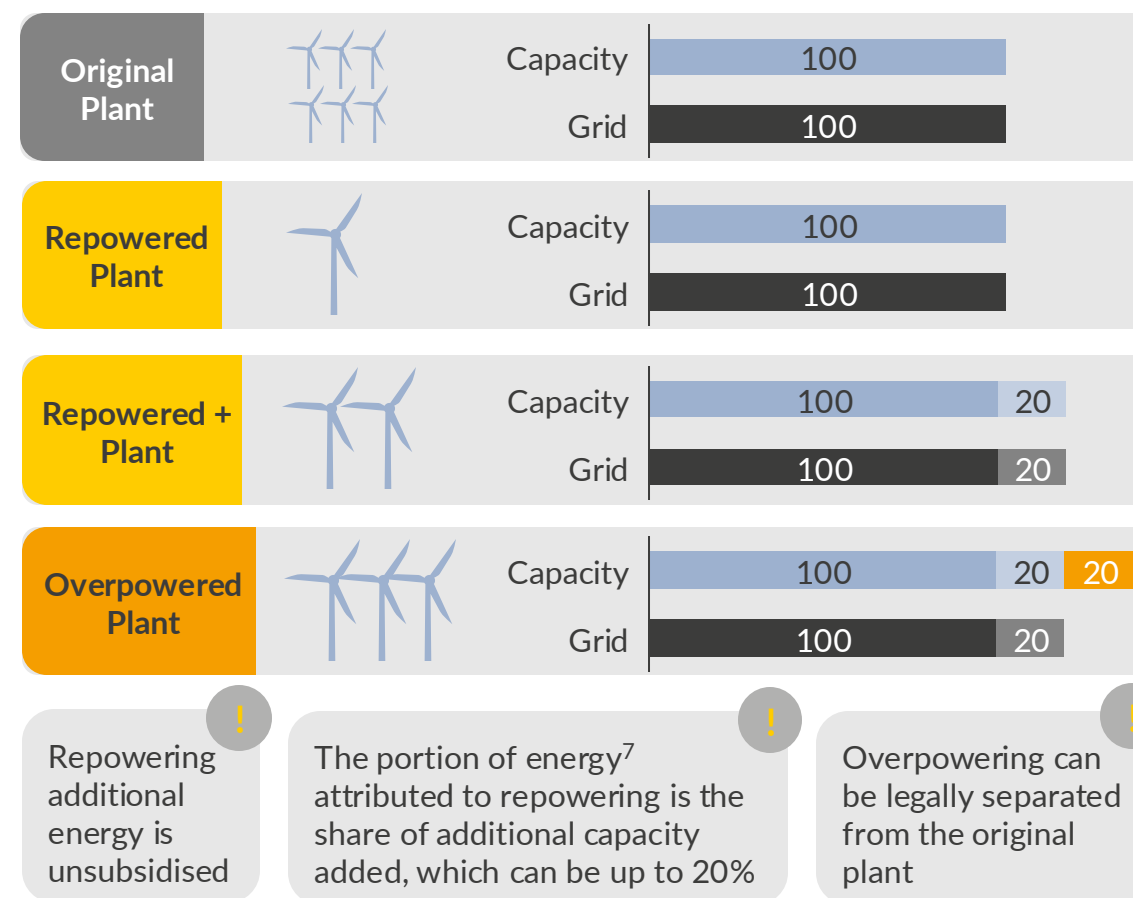 Original
Plant
Capacity
100
Grid
100
Repowered
Plant
Capacity
100
Grid
100
Repowered +
Plant
Capacity
100 20
Grid
100 20
Overpowered
Plant
Capacity
100 20 20
Grid
100 20
!
Repowering
additional
energy is
unsubsidised
!
The portion of energy⁷
attributed to repowering is the
share of additional capacity
added, which can be up to 20%
!
Overpowering can
be legally separated
from the original
plant